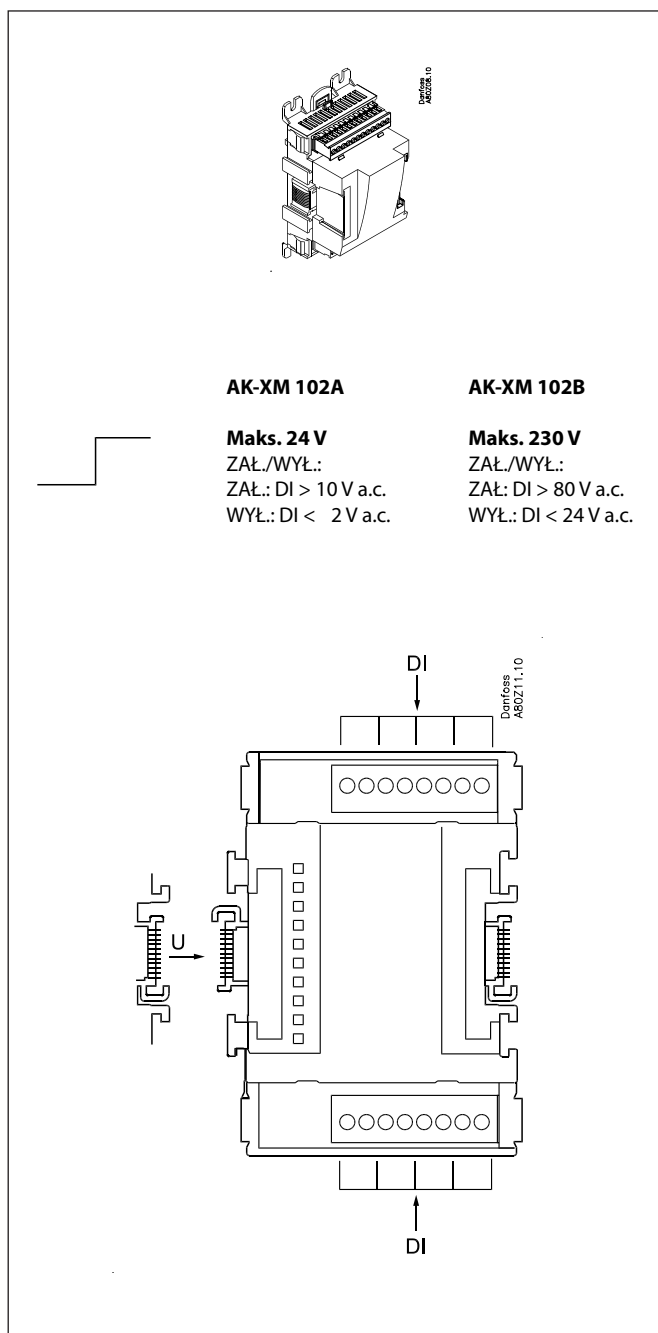 Danfoss
A80Z08.10
AK-XM 102A
Maks. 24 V
ZAŁ./WYŁ.:
ZAŁ.: DI > 10 V a.c.
WYŁ.: DI < 2 V a.c.
AK-XM 102B
Maks. 230 V
ZAŁ./WYŁ.:
ZAŁ: DI > 80 V a.c.
WYŁ.: DI < 24 V a.c.
DI
Danfoss
A80Z11.10
U
DI